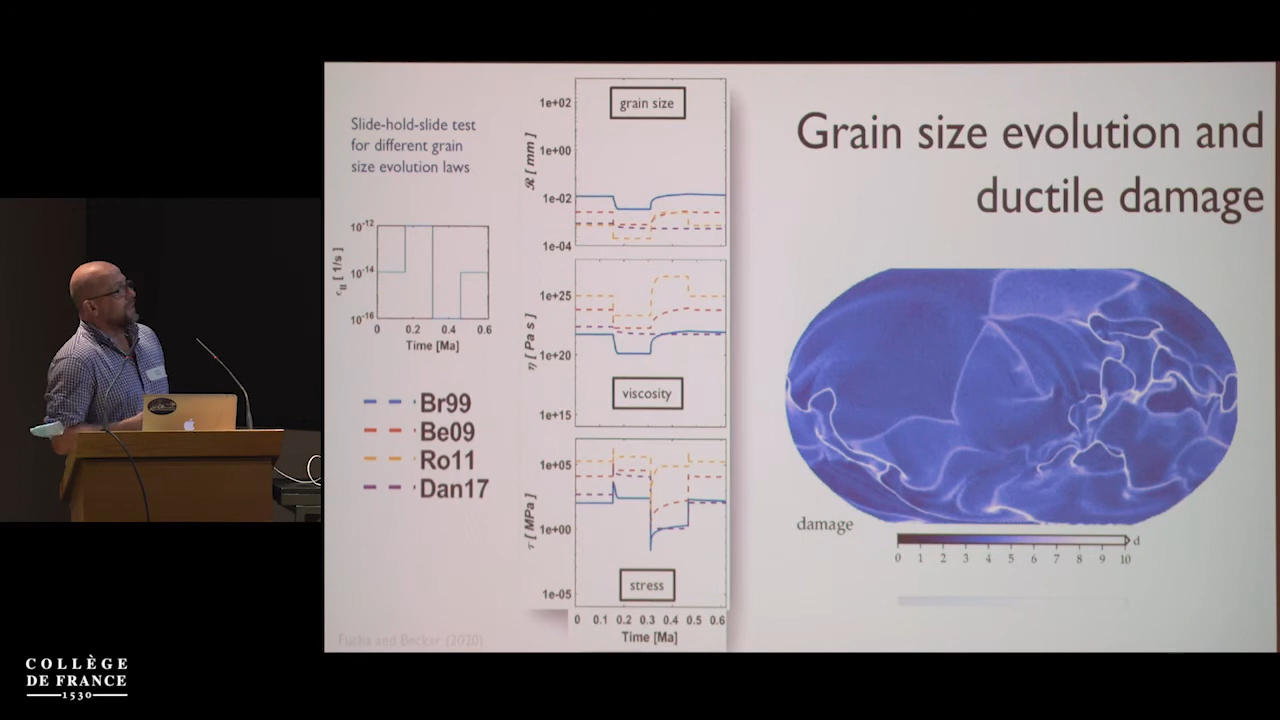 Slide-hold-slide test
for different grain
size evolution laws
10-12
10-14
10-16
0 0.2 0.4 0.6
Time [Ma]
Br99
Be09
Ro11
Dan17
Fuchs and Becker (2020)
grain size
1e+02
1e+00
1e-02
1e-04
ℛ [ mm ]
1e+25
1e+20
1e+15
η [ Pa s ]
viscosity
1e+05
1e+00
1e-05
τ [ MPa ]
stress
0 0.1 0.2 0.3 0.4 0.5 0.6
Time [Ma]
Grain size evolution and
ductile damage
damage
d
0 1 2 3 4 5 6 7 8 9 10
COLLÈGE
DE FRANCE
1530